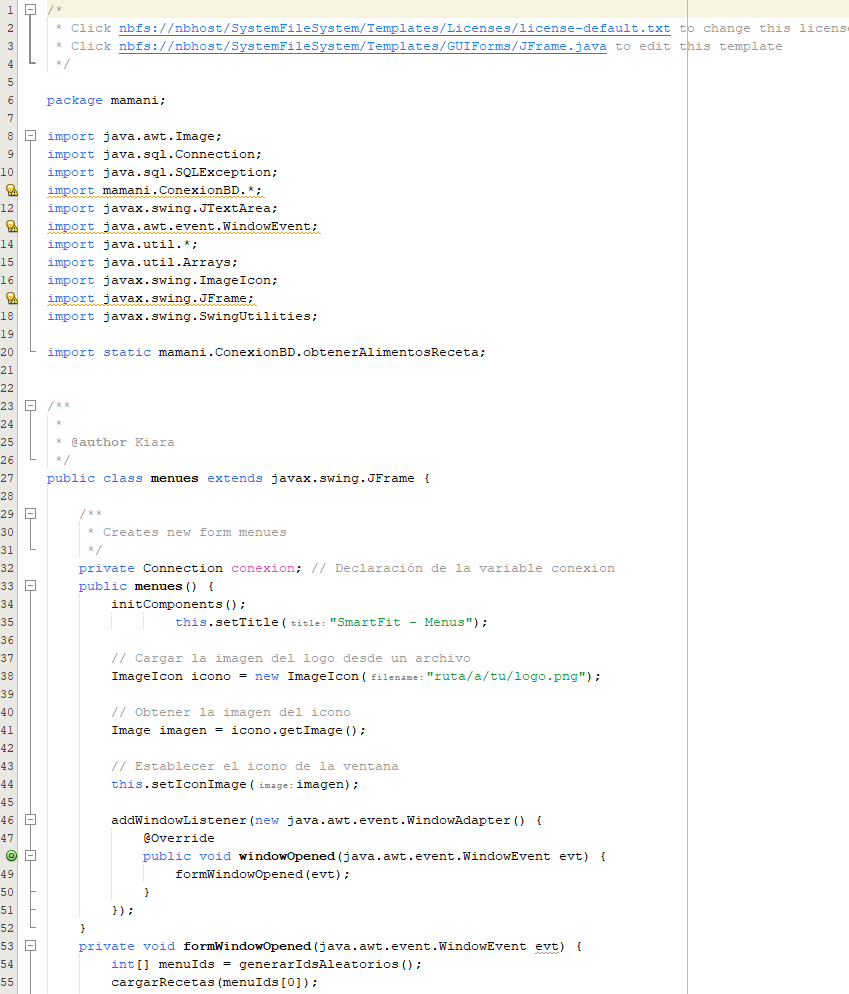 1 /*
2 * Click nbfs://nbhost/SystemFileSystem/Templates/Licenses/license-default.txt to change this licens
3 * Click nbfs://nbhost/SystemFileSystem/Templates/GUIForms/JFrame.java to edit this template
4 */
5
6 package mamani;
7
8 import java.awt.Image;
9 import java.sql.Connection;
10 import java.sql.SQLException;
import mamani.ConexionBD.*;
12 import javax.swing.JTextArea;
import java.awt.event.WindowEvent;
14 import java.util.*;
15 import java.util.Arrays;
16 import javax.swing.ImageIcon;
import javax.swing.JFrame;
18 import javax.swing.SwingUtilities;
19
20 import static mamani.ConexionBD.obtenerAlimentosReceta;
21
22
23 /**
24 *
25 * @author Kiara
26 */
27 public class menues extends javax.swing.JFrame {
28
29 /**
30 * Creates new form menues
31 */
32 private Connection conexion; // Declaración de la variable conexion
33 public menues() {
34 initComponents();
35 this.setTitle(title:"SmartFit - Menus");
36
37 // Cargar la imagen del logo desde un archivo
38 ImageIcon icono = new ImageIcon(filename:"ruta/a/tu/logo.png");
39
40 // Obtener la imagen del icono
41 Image imagen = icono.getImage();
42
43 // Establecer el icono de la ventana
44 this.setIconImage(image:imagen);
45
46 addWindowListener(new java.awt.event.WindowAdapter() {
47 @Override
public void windowOpened(java.awt.event.WindowEvent evt) {
49 formWindowOpened(evt);
50 }
51 });
52 }
53 private void formWindowOpened(java.awt.event.WindowEvent evt) {
54 int[] menuIds = generarIdsAleatorios();
55 cargarRecetas(menuIds[0]);